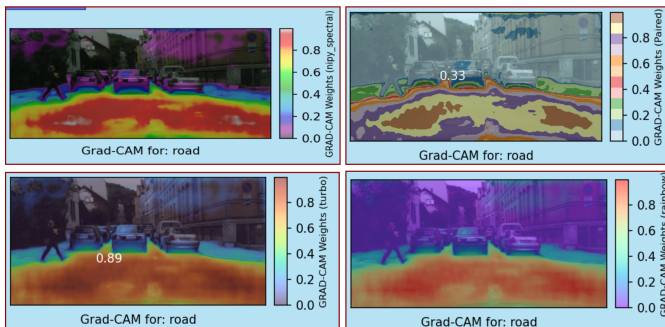 0.8
0.6
0.4
0.2
0.0
GRAD-CAM Weights (nipy_spectral)
Grad-CAM for: road
0.33
0.8
0.6
0.4
0.2
0.0
GRAD-CAM Weights (Paired)
Grad-CAM for: road
0.89
0.8
0.6
0.4
0.2
0.0
GRAD-CAM Weights (turbo)
Grad-CAM for: road
0.8
0.6
0.4
0.2
0.0
GRAD-CAM Weights (rainbow)
Grad-CAM for: road